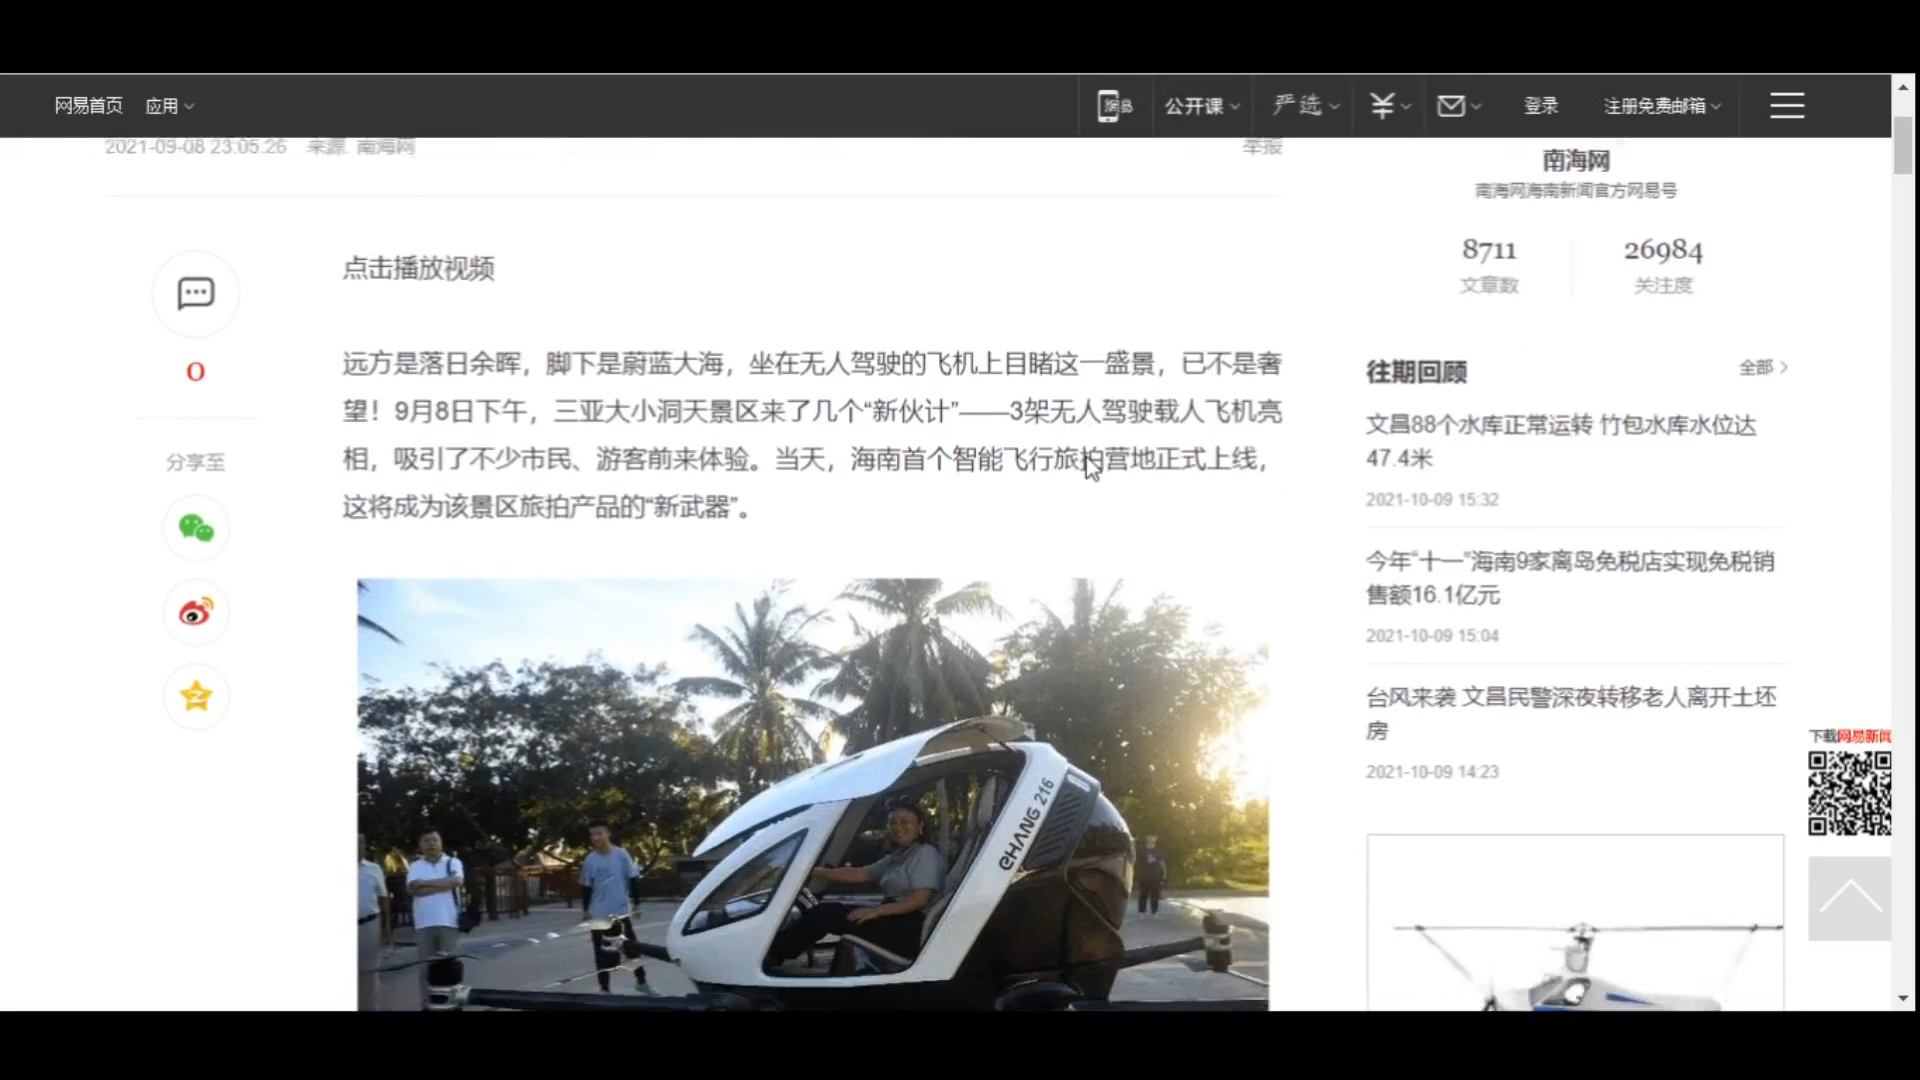 网易首页 应用
公开课 严选 登录 注册免费邮箱
2021-09-08 23:05:26 来源: 南海网 举报
点击播放视频
远方是落日余晖，脚下是蔚蓝大海，坐在无人驾驶的飞机上目睹这一盛景，已不是奢
望！9月8日下午，三亚大小洞天景区来了几个“新伙计”——3架无人驾驶载人飞机亮
相，吸引了不少市民、游客前来体验。当天，海南首个智能飞行旅拍营地正式上线，
这将成为该景区旅拍产品的“新武器”。
0
分享至
EHANG 216
南海网
南海网海南新闻官方网易号
8711 26984
文章数 关注度
往期回顾 全部
文昌88个水库正常运转 竹包水库水位达
47.4米
2021-10-09 15:32
今年“十一”海南9家离岛免税店实现免税销
售额16.1亿元
2021-10-09 15:04
台风来袭 文昌民警深夜转移老人离开土坯
房
2021-10-09 14:23
下载网易新闻